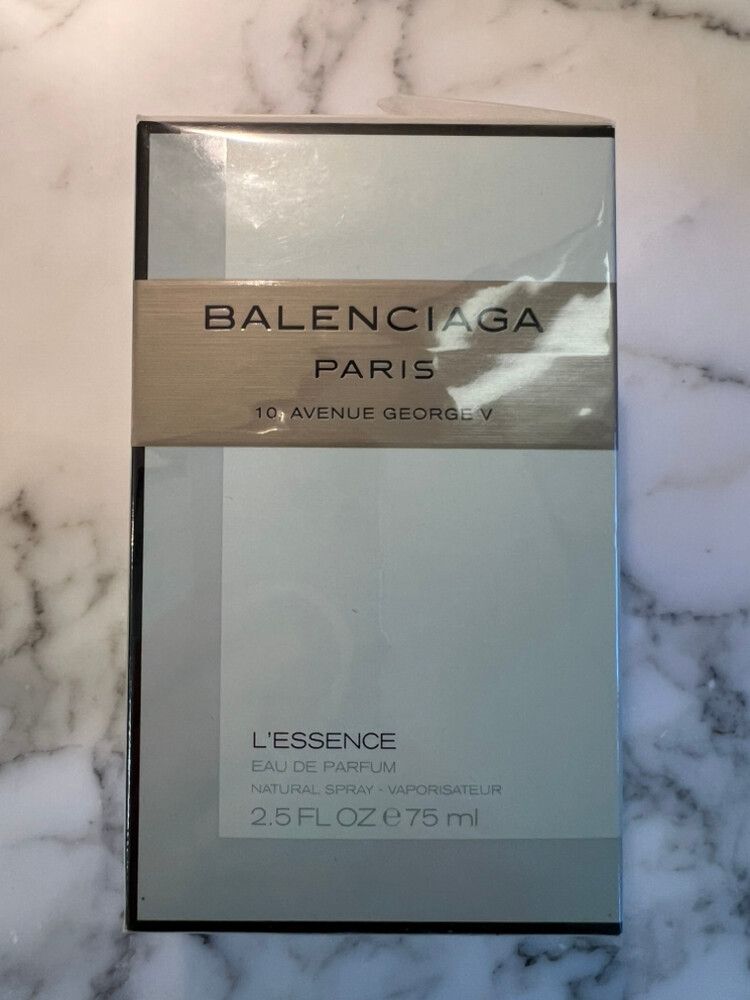 BALENCIAGA
PARIS
10, AVENUE GEORGE V
L'ESSENCE
EAU DE PARFUM
NATURAL SPRAY - VAPORISATEUR
2.5 FL OZ ℮ 75 ml